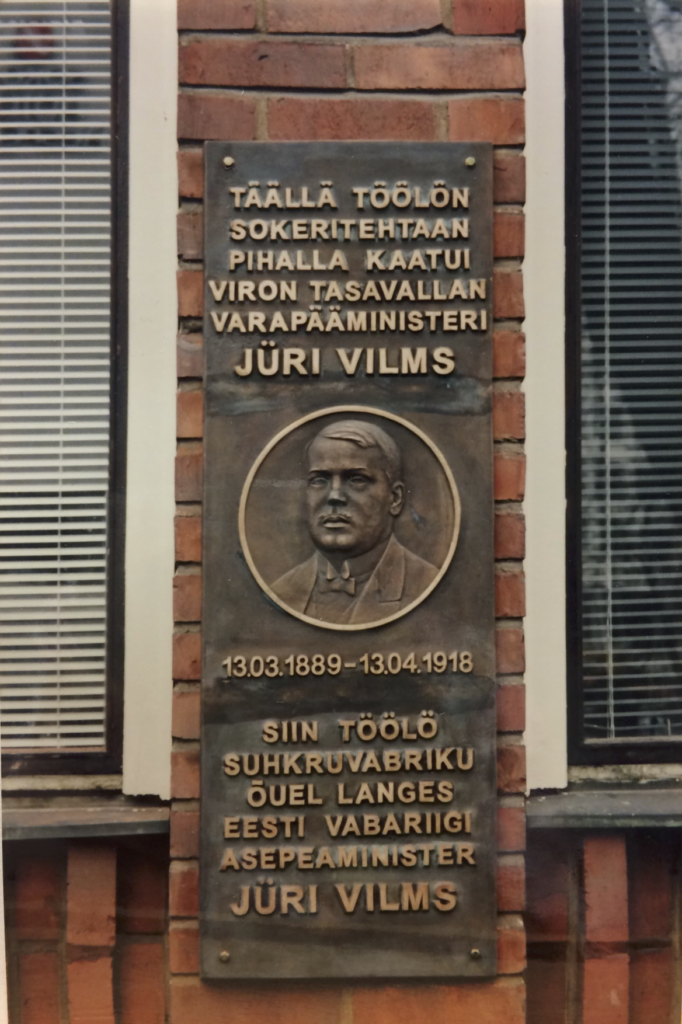 TÄÄLLÄ TÖÖLÖN
SOKERITEHTAAN
PIHALLA KAATUI
VIRON TASAVALLAN
VARAPÄÄMINISTERI
JÜRI VILMS
13.03.1889-13.04.1918
SIIN TÖÖLÖ
SUHKRUVABRIKU
ÕUEL LANGES
EESTI VABARIIGI
ASEPEAMINISTER
JÜRI VILMS